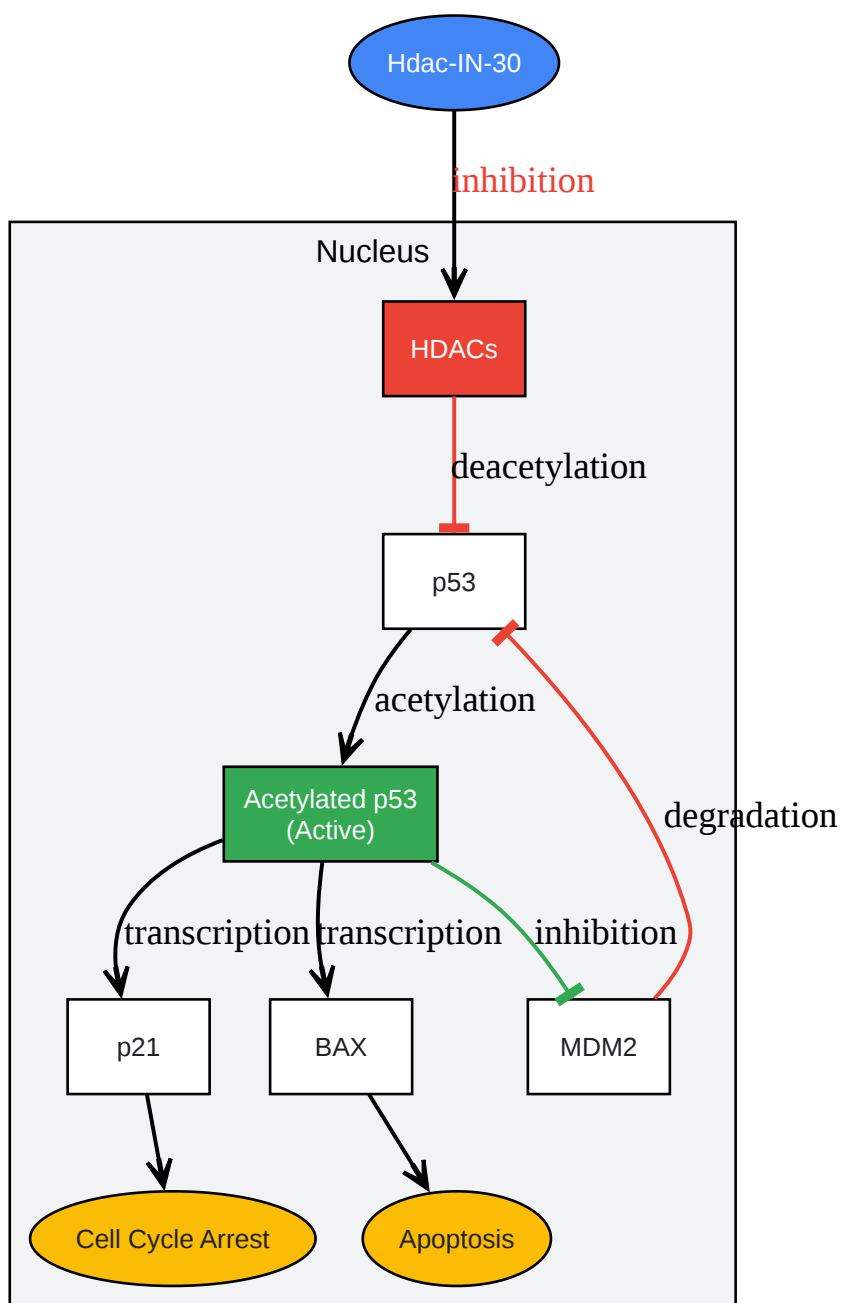 Hdac-IN-30
inhibition
Nucleus
HDACs
deacetylation
p53
acetylation
Acetylated p53
(Active)
degradation
transcription
transcription
inhibition
p21
BAX
MDM2
Cell Cycle Arrest
Apoptosis